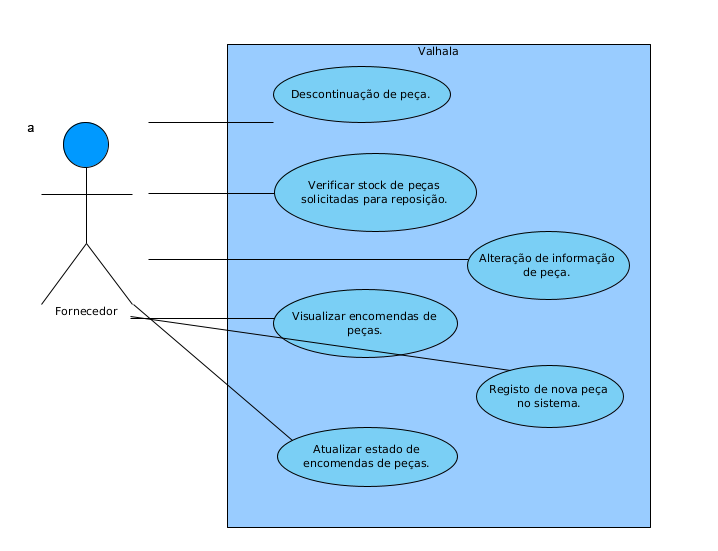 Valhala
Descontinuação de peça.
a
Verificar stock de peças
solicitadas para reposição.
Alteração de informação
de peça.
Fornecedor
Visualizar encomendas de
peças.
Registo de nova peça
no sistema.
Atualizar estado de
encomendas de peças.